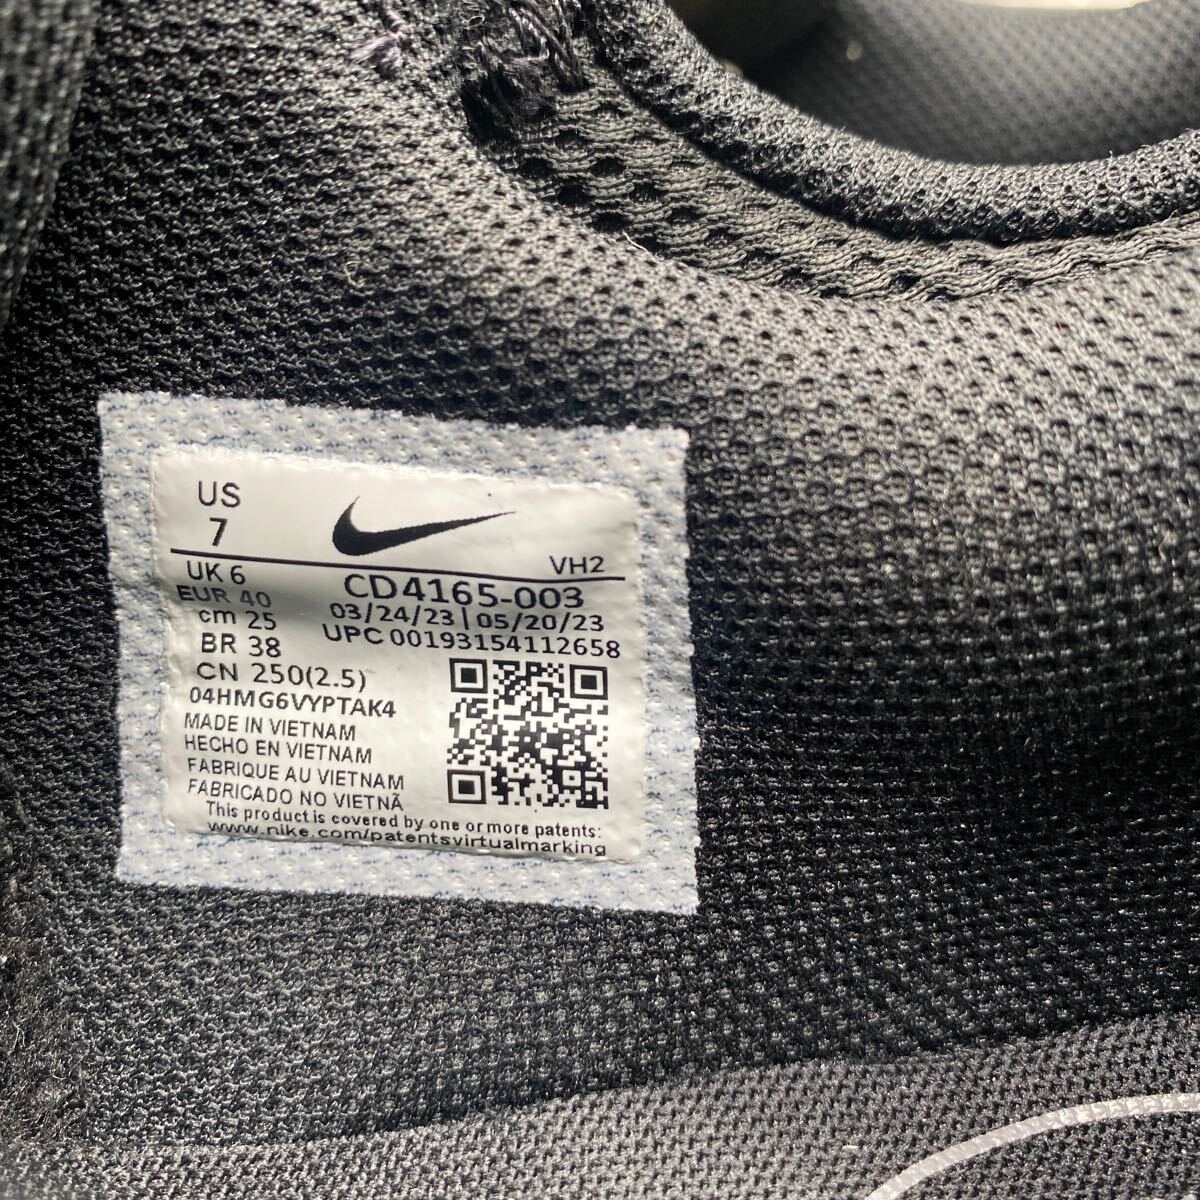 US
7
VH2
UK 6
CD4165-003
EUR 40
03/24/23 | 05/20/23
cm 25
UPC 00193154112658
BR 38
CN 250(2.5)
04HMG6VYPTAK4
MADE IN VIETNAM
HECHO EN VIETNAM
FABRIQUE AU VIETNAM
FABRICADO NO VIETNÃ
This product is covered by one or more patents:
www.nike.com/patentsvirtualmarking